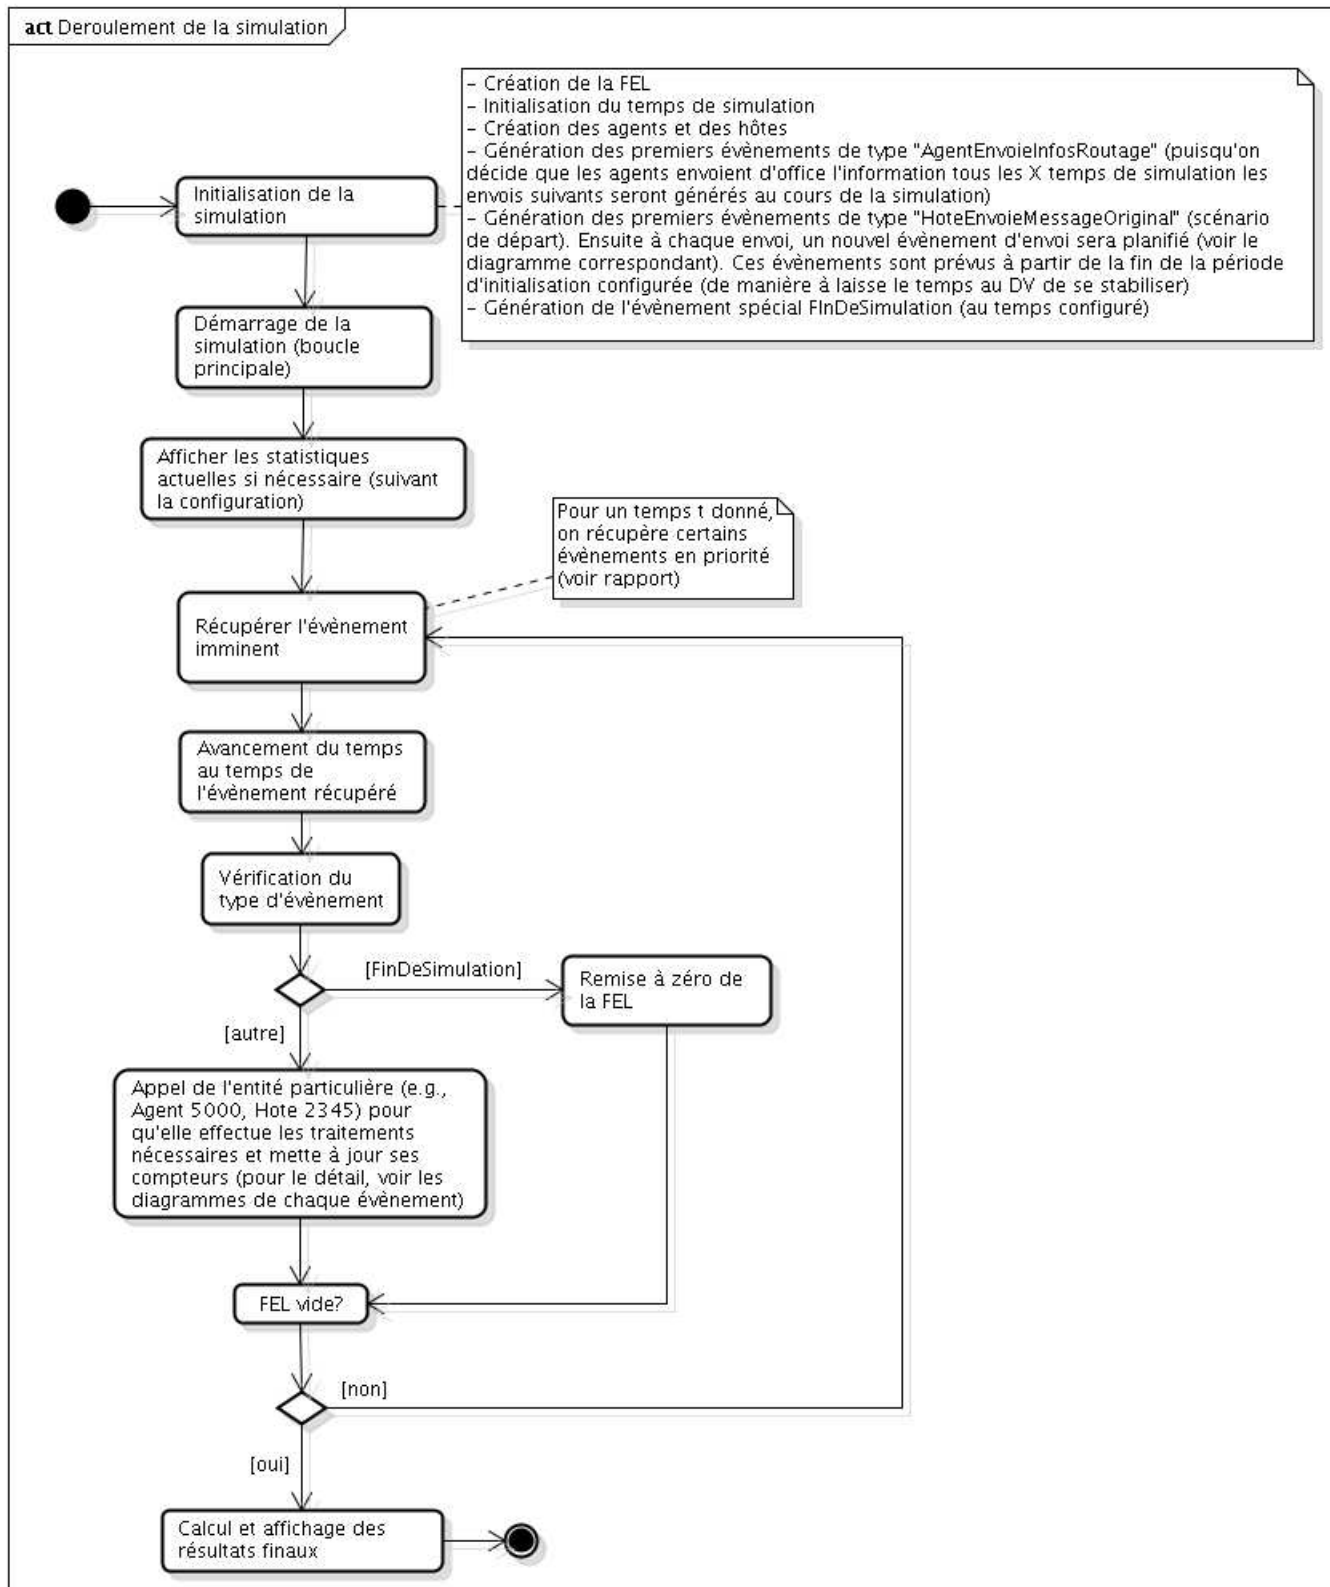 act Deroulement de la simulation
- Création de la FEL
- Initialisation du temps de simulation
- Création des agents et des hôtes
- Génération des premiers évènements de type "AgentEnvoieInfosRoutage" (puisqu'on
décide que les agents envoient d'office l'information tous les X temps de simulation les
envois suivants seront générés au cours de la simulation)
- Génération des premiers évènements de type "HoteEnvoieMessageOriginal" (scénario
de départ). Ensuite à chaque envoi, un nouvel évènement d'envoi sera planifié (voir le
diagramme correspondant). Ces évènements sont prévus à partir de la fin de la période
d'initialisation configurée (de manière à laisse le temps au DV de se stabiliser)
- Génération de l'évènement spécial FInDeSimulation (au temps configuré)
Initialisation de la
simulation
Démarrage de la
simulation (boucle
principale)
Afficher les statistiques
actuelles si nécessaire (suivant
la configuration)
Pour un temps t donné,
on récupère certains
évènements en priorité
(voir rapport)
Récupérer l'évènement
imminent
Avancement du temps
au temps de
l'évènement récupéré
Vérification du
type d'évènement
[FinDeSimulation]
Remise à zéro de
la FEL
[autre]
Appel de l'entité particulière (e.g.,
Agent 5000, Hote 2345) pour
qu'elle effectue les traitements
nécessaires et mette à jour ses
compteurs (pour le détail, voir les
diagrammes de chaque évènement)
FEL vide?
[non]
[oui]
Calcul et affichage des
résultats finaux